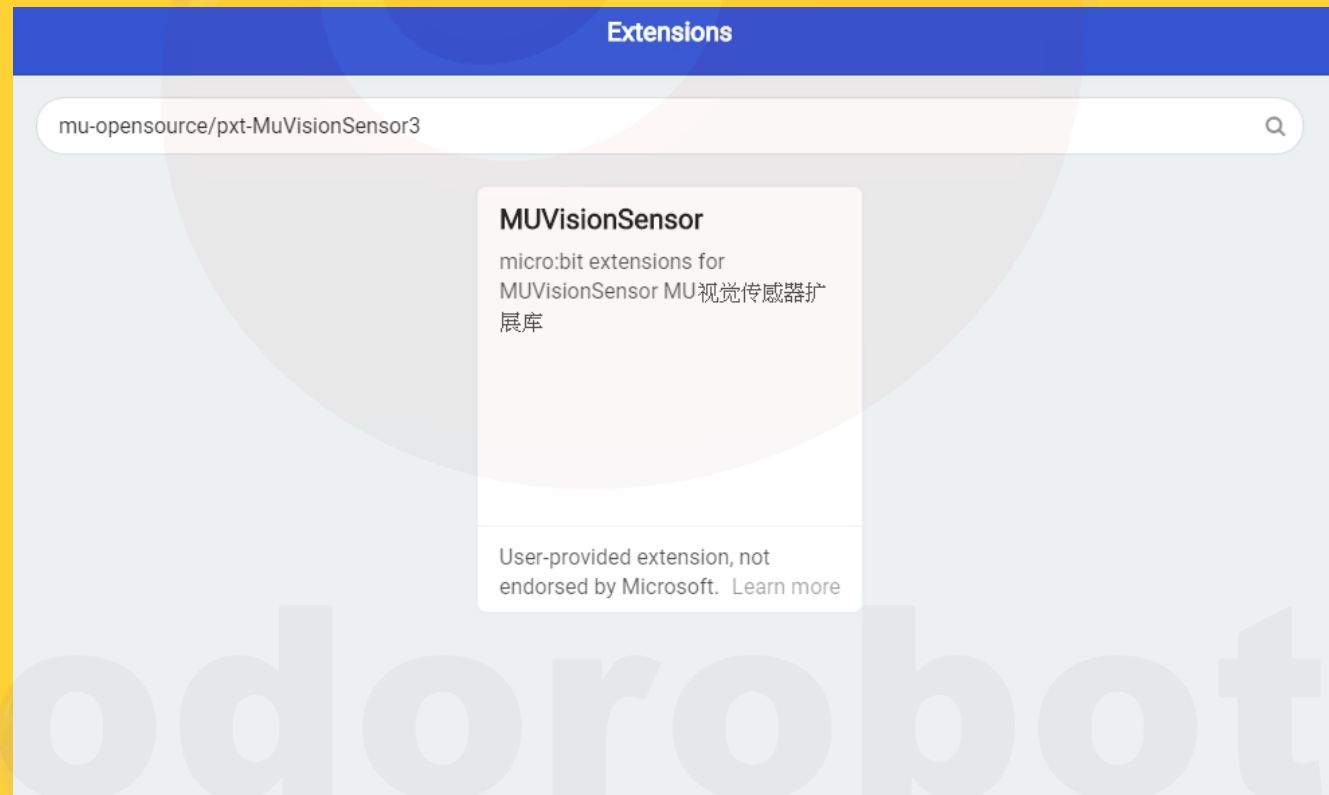 Extensions
mu-opensource/pxt-MuVisionSensor3
MUVisionSensor
micro:bit extensions for
MUVisionSensor MU视觉传感器扩
展库
User-provided extension, not
endorsed by Microsoft. Learn more
odorobot